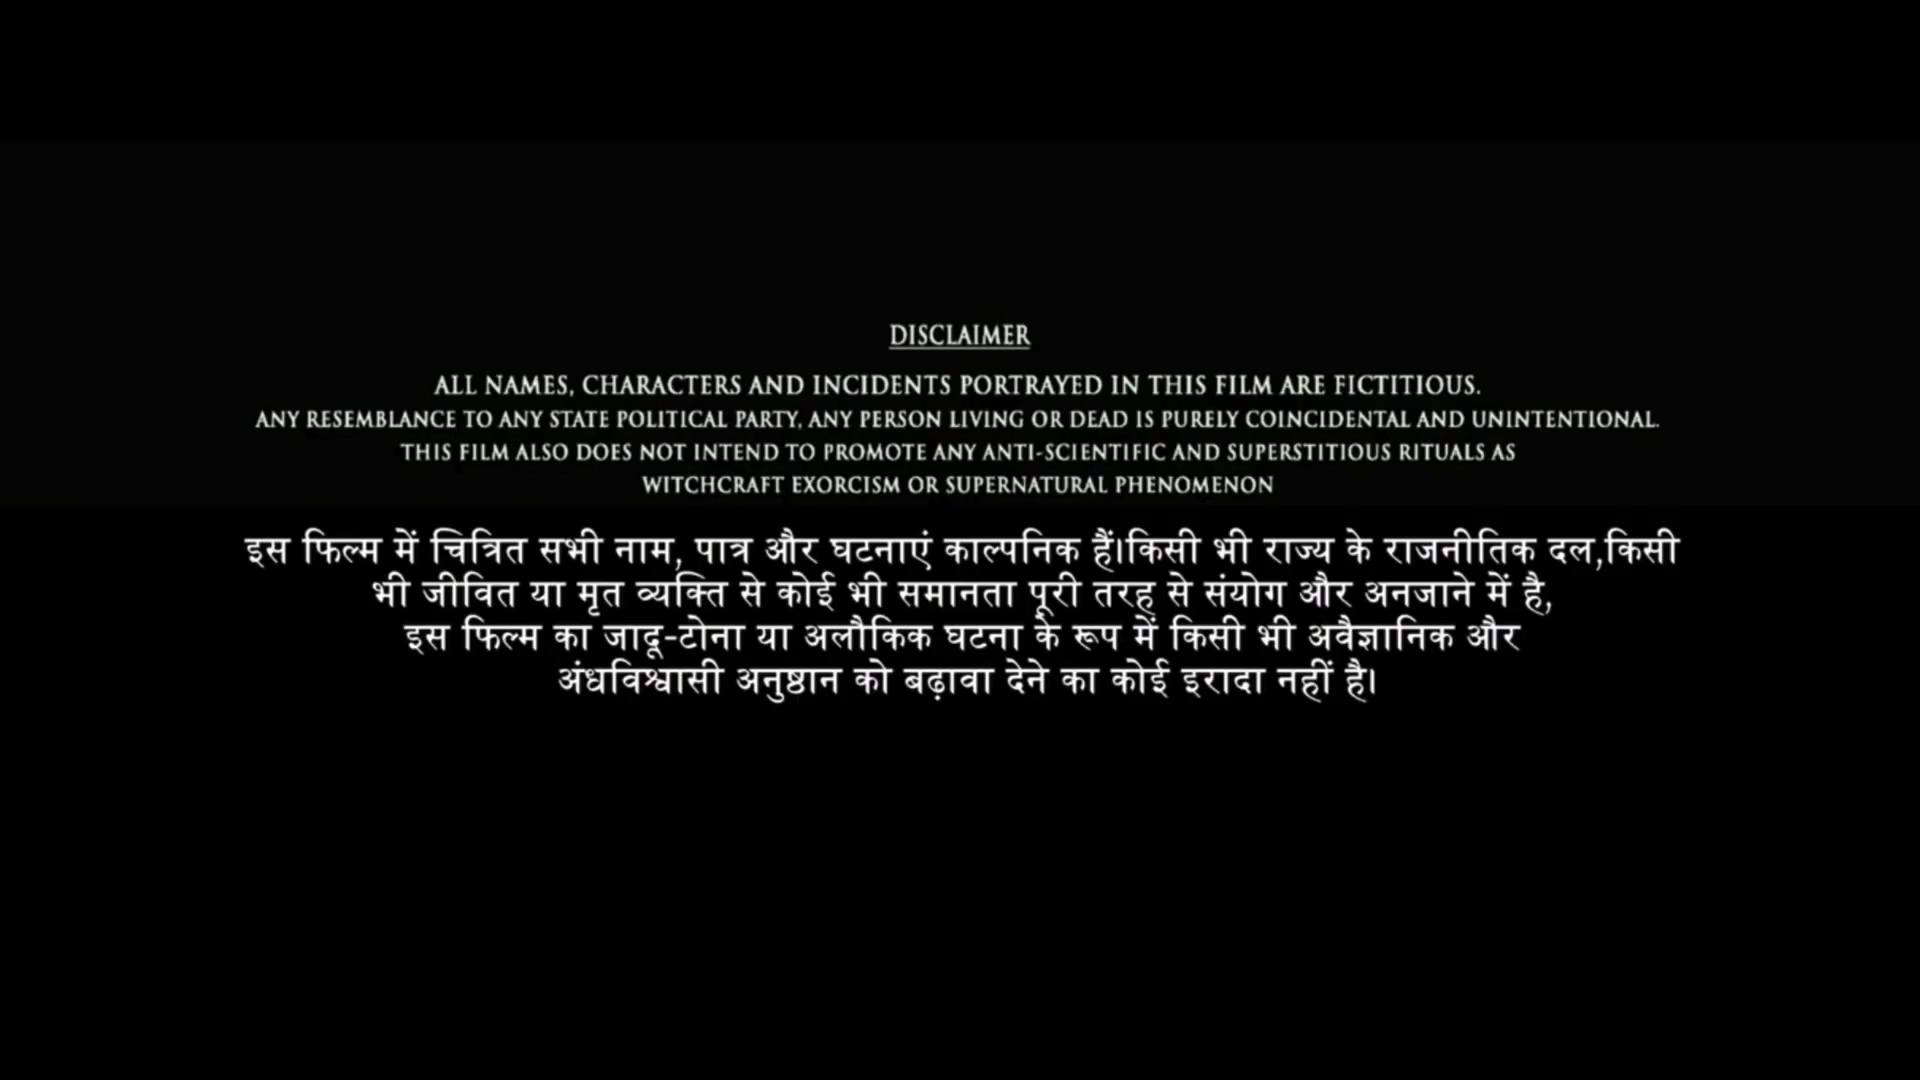 DISCLAIMER
ALL NAMES, CHARACTERS AND INCIDENTS PORTRAYED IN THIS FILM ARE FICTITIOUS.
ANY RESEMBLANCE TO ANY STATE POLITICAL PARTY, ANY PERSON LIVING OR DEAD IS PURELY COINCIDENTAL AND UNINTENTIONAL.
THIS FILM ALSO DOES NOT INTEND TO PROMOTE ANY ANTI-SCIENTIFIC AND SUPERSTITIOUS RITUALS AS
WITCHCRAFT EXORCISM OR SUPERNATURAL PHENOMENON
इस फिल्म में चित्रित सभी नाम, पात्र और घटनाएं काल्पनिक हैं।किसी भी राज्य के राजनीतिक दल,किसी
भी जीवित या मृत व्यक्ति से कोई भी समानता पूरी तरह से संयोग और अनजाने में है,
इस फिल्म का जादू-टोना या अलौकिक घटना के रूप में किसी भी अवैज्ञानिक और
अंधविश्वासी अनुष्ठान को बढ़ावा देने का कोई इरादा नहीं है।